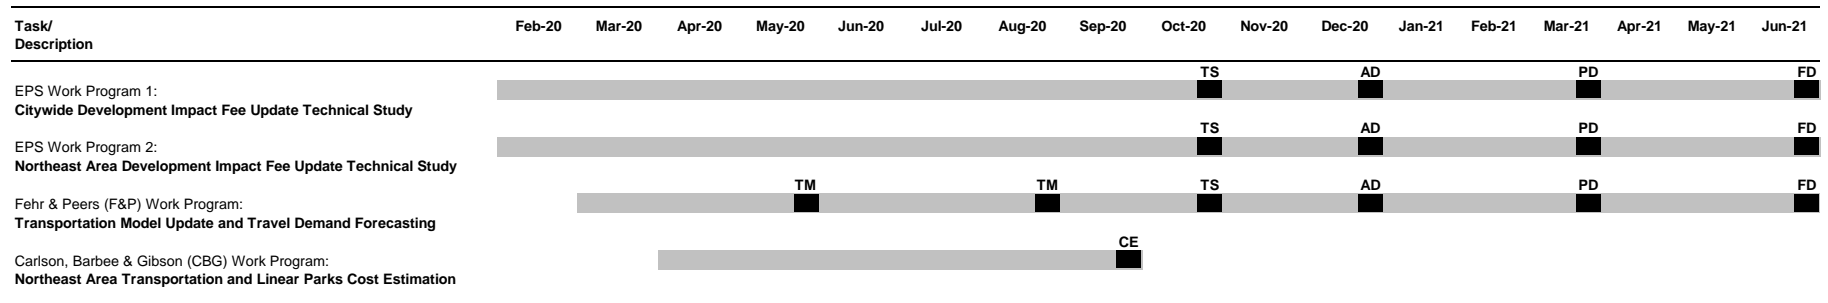 Task/ Feb-20 Mar-20 Apr-20 May-20 Jun-20 Jul-20 Aug-20 Sep-20 Oct-20 Nov-20 Dec-20 Jan-21 Feb-21 Mar-21 Apr-21 May-21 Jun-21
Description
TS AD PD FD
EPS Work Program 1:
Citywide Development Impact Fee Update Technical Study
TS AD PD FD
EPS Work Program 2:
Northeast Area Development Impact Fee Update Technical Study
TM TM TS AD PD FD
Fehr & Peers (F&P) Work Program:
Transportation Model Update and Travel Demand Forecasting
CE
Carlson, Barbee & Gibson (CBG) Work Program:
Northeast Area Transportation and Linear Parks Cost Estimation